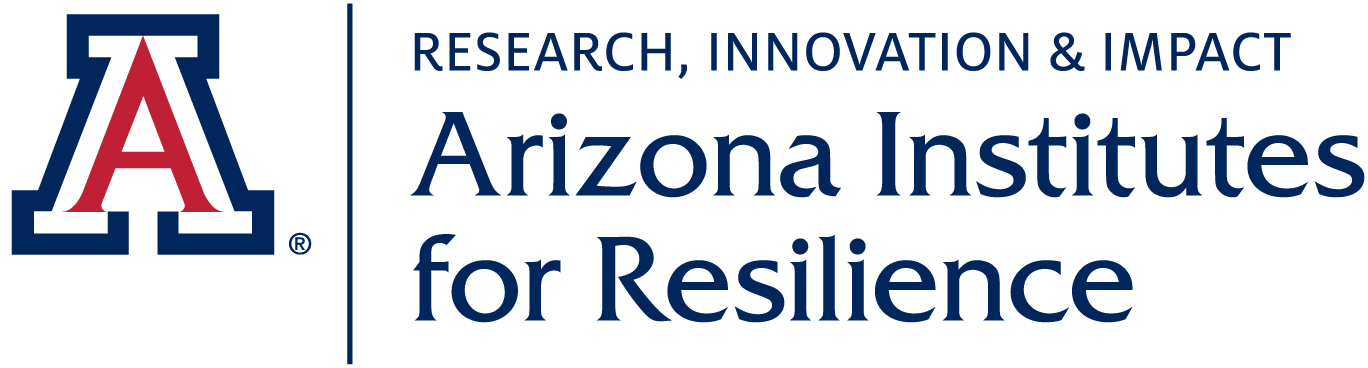 A®
RESEARCH, INNOVATION & IMPACT
Arizona Institutes
for Resilience